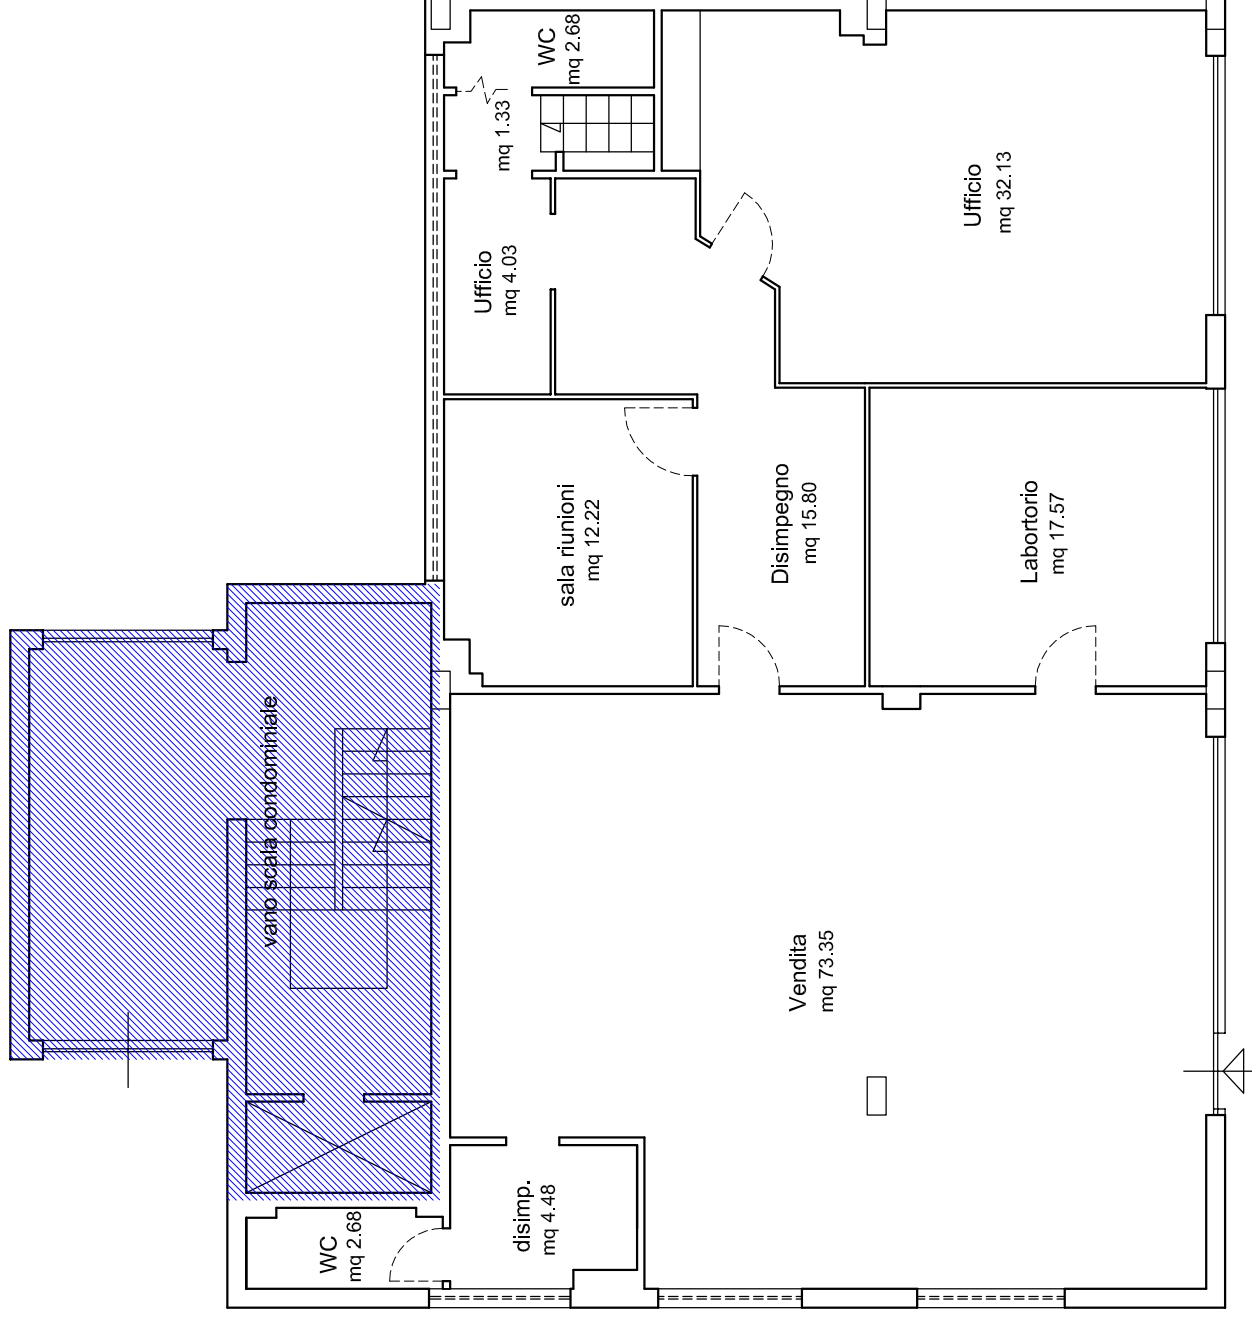 WC
mq 2.68
mq 1.33
Ufficio
mq 4.03
Ufficio
mq 32.13
sala riunioni
mq 12.22
Disimpegno
mq 15.80
Labortorio
mq 17.57
vano scala condominiale
Vendita
mq 73.35
disimp.
mq 4.48
WC
mq 2.68